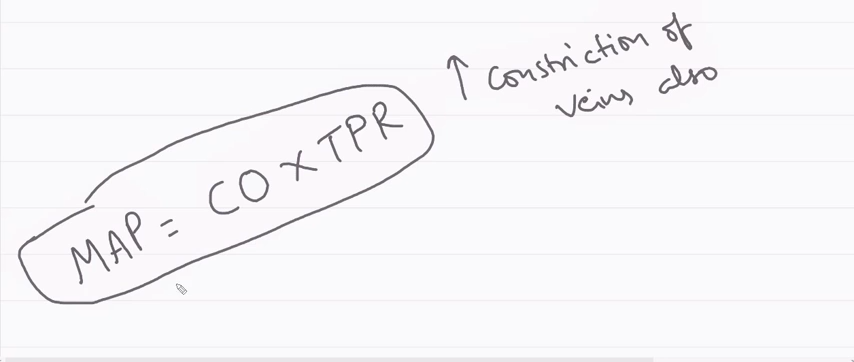 ↑ constriction of
veins also
MAP = CO × TPR